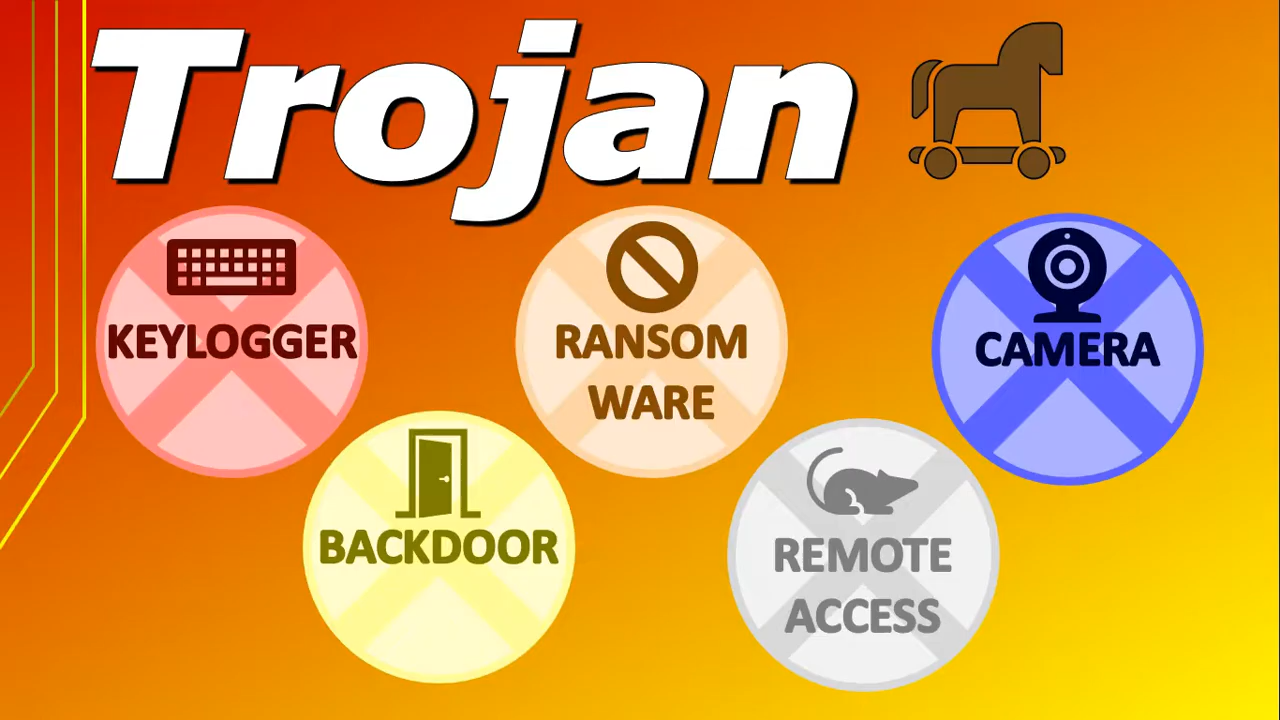 Trojan
KEYLOGGER
RANSOM
WARE
CAMERA
BACKDOOR
REMOTE
ACCESS